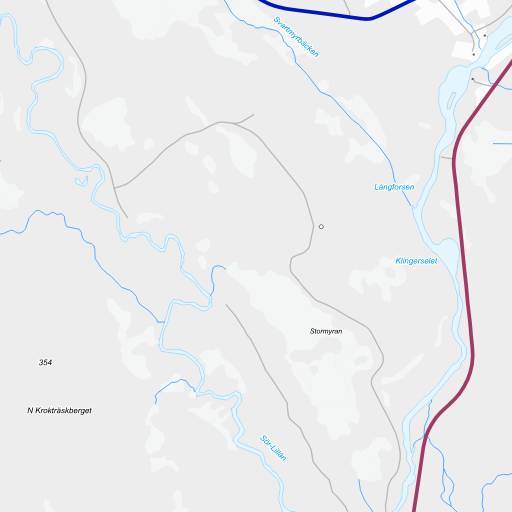 Svartmyrbäcken
Långforsen
Klingerselet
Stormyran
354
N Krokträskberget
Sör-Lillån